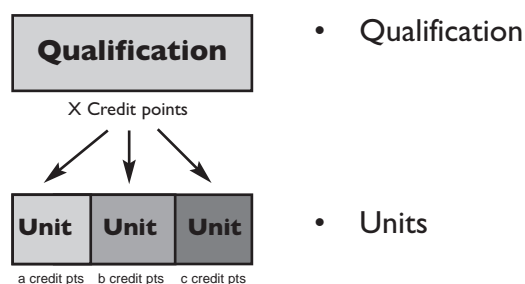 Qualification
• Qualification
X Credit points
Unit Unit Unit
• Units
a credit pts b credit pts c credit pts